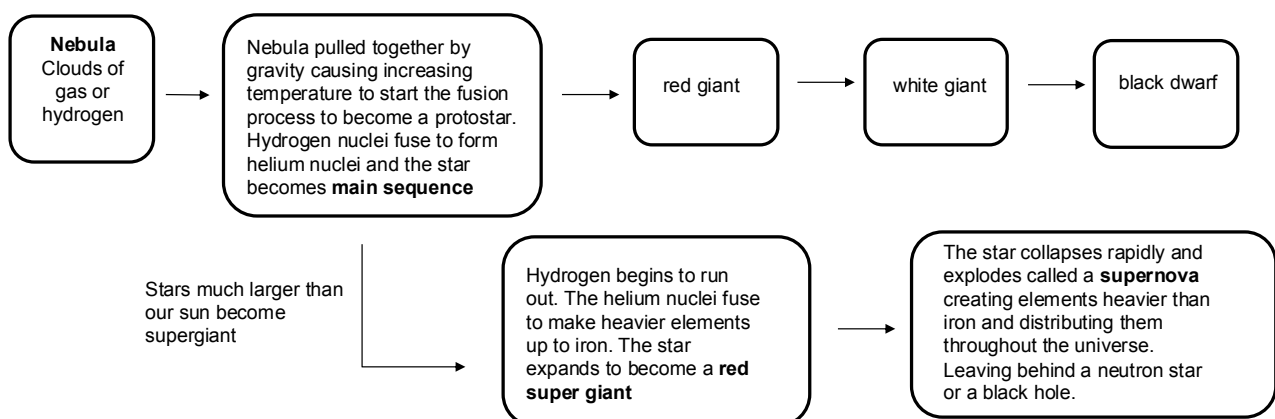 Nebula
Clouds of
gas or
hydrogen
Nebula pulled together by
gravity causing increasing
temperature to start the fusion
process to become a protostar.
Hydrogen nuclei fuse to form
helium nuclei and the star
becomes main sequence
red giant
white giant
black dwarf
Stars much larger than
our sun become
supergiant
Hydrogen begins to run
out. The helium nuclei fuse
to make heavier elements
up to iron. The star
expands to become a red
super giant
The star collapses rapidly and
explodes called a supernova
creating elements heavier than
iron and distributing them
throughout the universe.
Leaving behind a neutron star
or a black hole.